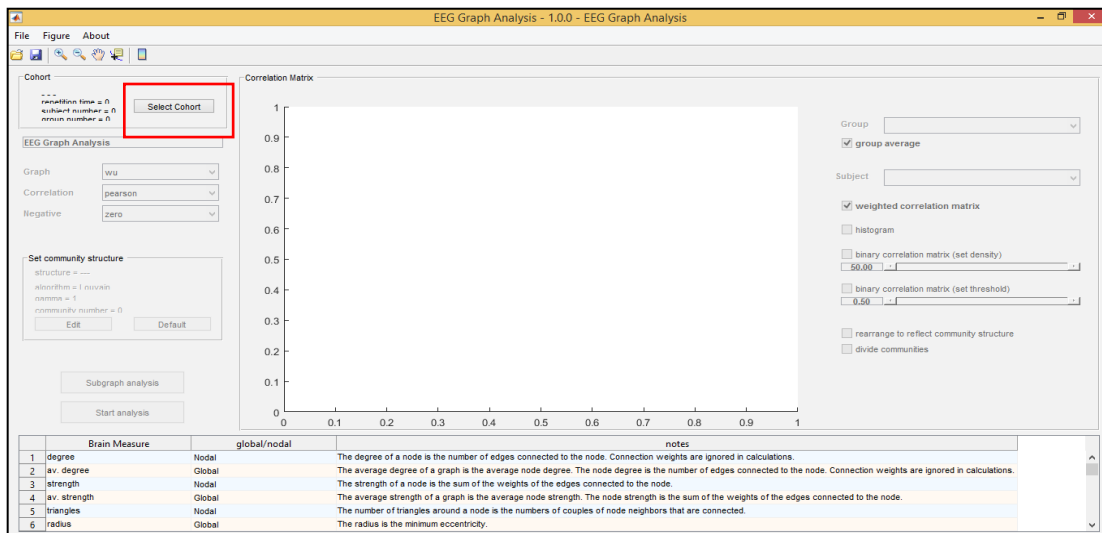 EEG Graph Analysis - 1.0.0 - EEG Graph Analysis
File Figure About
Cohort
repetition time = 0
subject number = 0
group number = 0
Select Cohort
EEG Graph Analysis
Graph wu
Correlation pearson
Negative zero
Set community structure
structure = ---
algorithm = Louvain
gamma = 1
community number = 0
Edit Default
Subgraph analysis
Start analysis
Correlation Matrix
1
0.9
0.8
0.7
0.6
0.5
0.4
0.3
0.2
0.1
0
0 0.1 0.2 0.3 0.4 0.5 0.6 0.7 0.8 0.9 1
Group
group average
Subject
weighted correlation matrix
histogram
binary correlation matrix (set density)
50.00
binary correlation matrix (set threshold)
0.50
rearrange to reflect community structure
divide communities
Brain Measure global/nodal notes
1 degree Nodal The degree of a node is the number of edges connected to the node. Connection weights are ignored in calculations.
2 av. degree Global The average degree of a graph is the average node degree. The node degree is the number of edges connected to the node. Connection weights are ignored in calculations.
3 strength Nodal The strength of a node is the sum of the weights of the edges connected to the node.
4 av. strength Global The average strength of a graph is the average node strength. The node strength is the sum of the weights of the edges connected to the node.
5 triangles Nodal The number of triangles around a node is the numbers of couples of node neighbors that are connected.
6 radius Global The radius is the minimum eccentricity.